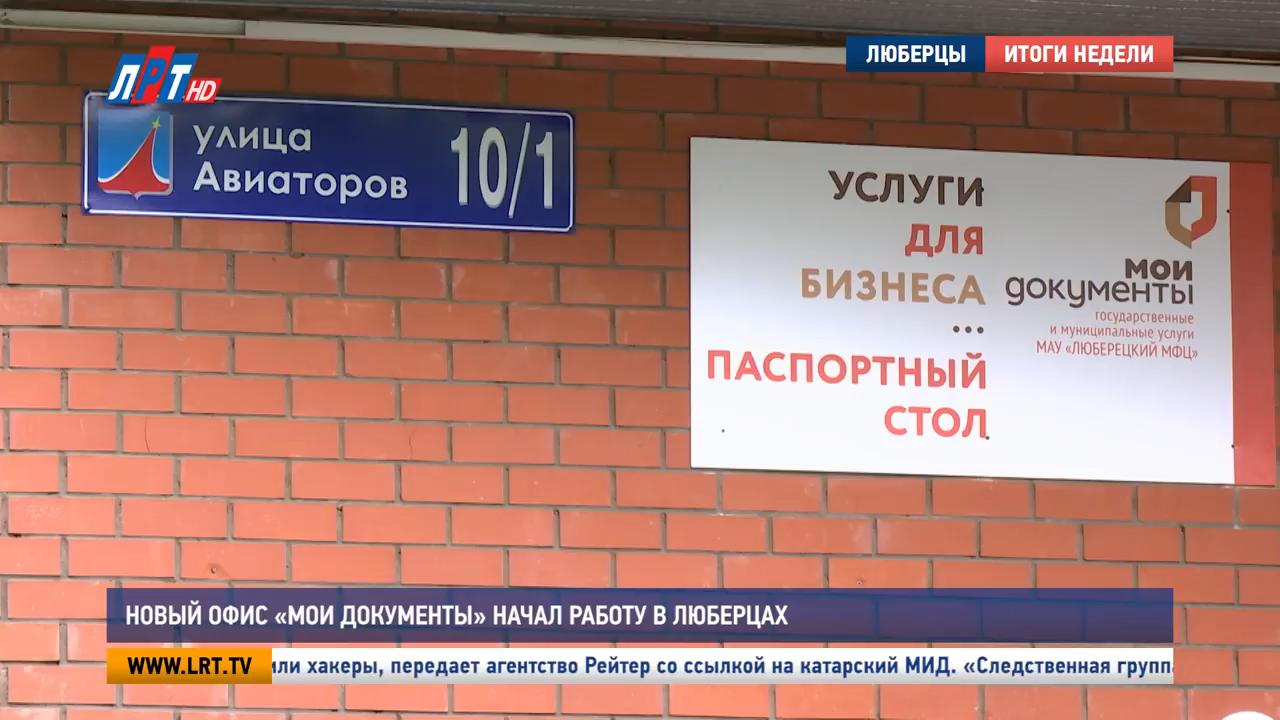 ЛРТ HD
ЛЮБЕРЦЫ ИТОГИ НЕДЕЛИ
улица
Авиаторов
10/1
УСЛУГИ
ДЛЯ
БИЗНЕСА
...
ПАСПОРТНЫЙ
СТОЛ
мои
документы
государственные
и муниципальные услуги
МАУ «ЛЮБЕРЕЦКИЙ МФЦ»
НОВЫЙ ОФИС «МОИ ДОКУМЕНТЫ» НАЧАЛ РАБОТУ В ЛЮБЕРЦАХ
WWW.LRT.TV
или хакеры, передает агентство Рейтер со ссылкой на катарский МИД. «Следственная группа